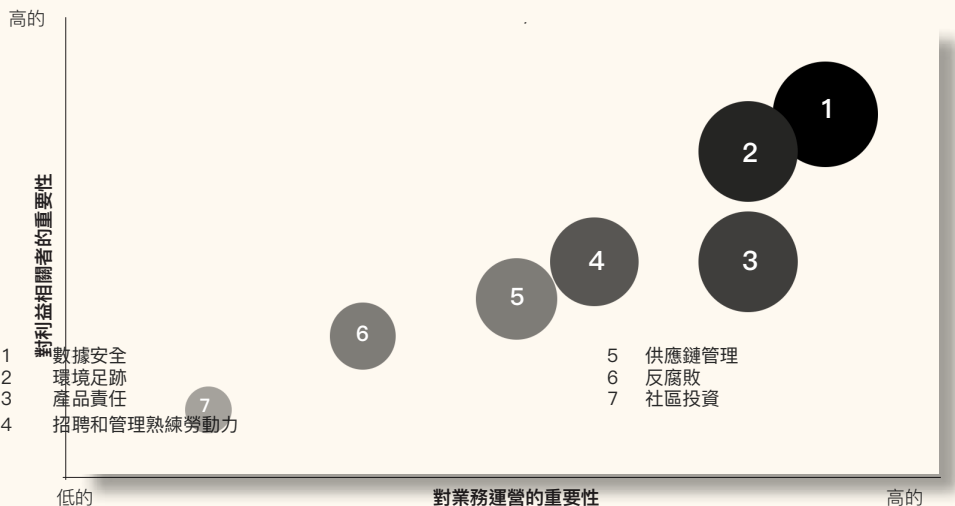 高的
1
2
3
4
5
6
7
對利益相關者的重要性
1 數據安全
2 環境足跡
3 產品責任
4 招聘和管理熟練勞動力
5 供應鏈管理
6 反腐敗
7 社區投資
低的
對業務運營的重要性
高的